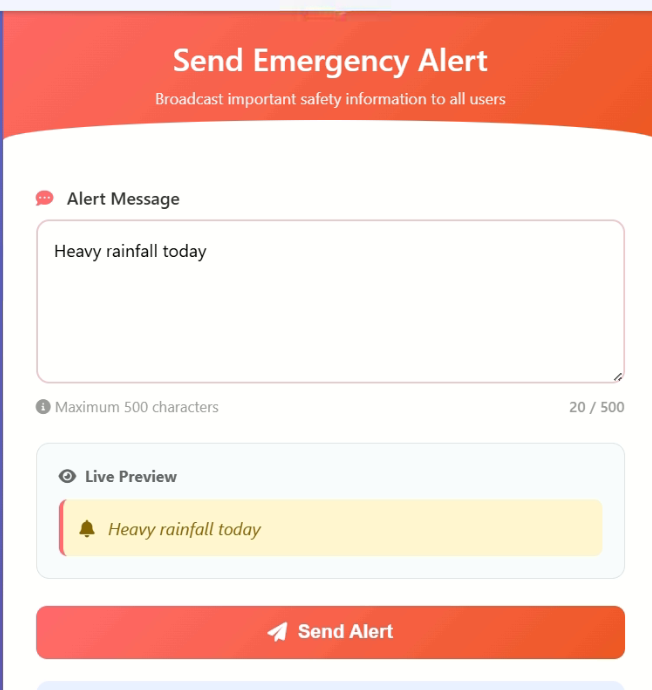 Send Emergency Alert
Broadcast important safety information to all users
Alert Message
Heavy rainfall today
Maximum 500 characters
20 / 500
Live Preview
Heavy rainfall today
Send Alert